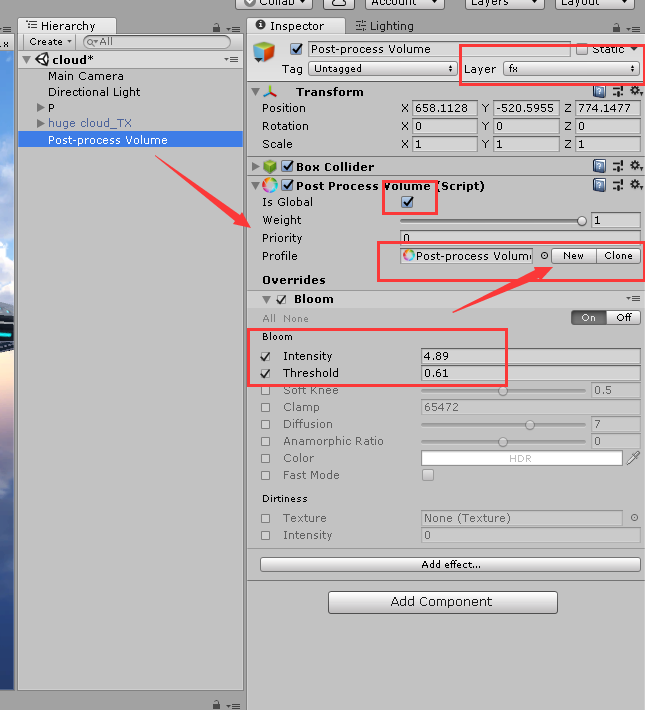 Collab
Account
Layers
Layout
Hierarchy
Create
All
cloud*
Main Camera
Directional Light
P
huge cloud_TX
Post-process Volume
Inspector
Lighting
Post-process Volume
Static
Tag Untagged Layer fx
Transform
Position X 658.1128 Y -520.5955 Z 774.1477
Rotation X 0 Y 0 Z 0
Scale X 1 Y 1 Z 1
Box Collider
Post Process Volume (Script)
Is Global
Weight 1
Priority 0
Profile Post-process Volum New Clone
Overrides
Bloom
All None On Off
Bloom
Intensity 4.89
Threshold 0.61
Soft Knee 0.5
Clamp 65472
Diffusion 7
Anamorphic Ratio 0
Color HDR
Fast Mode
Dirtiness
Texture None (Texture)
Intensity 0
Add effect...
Add Component